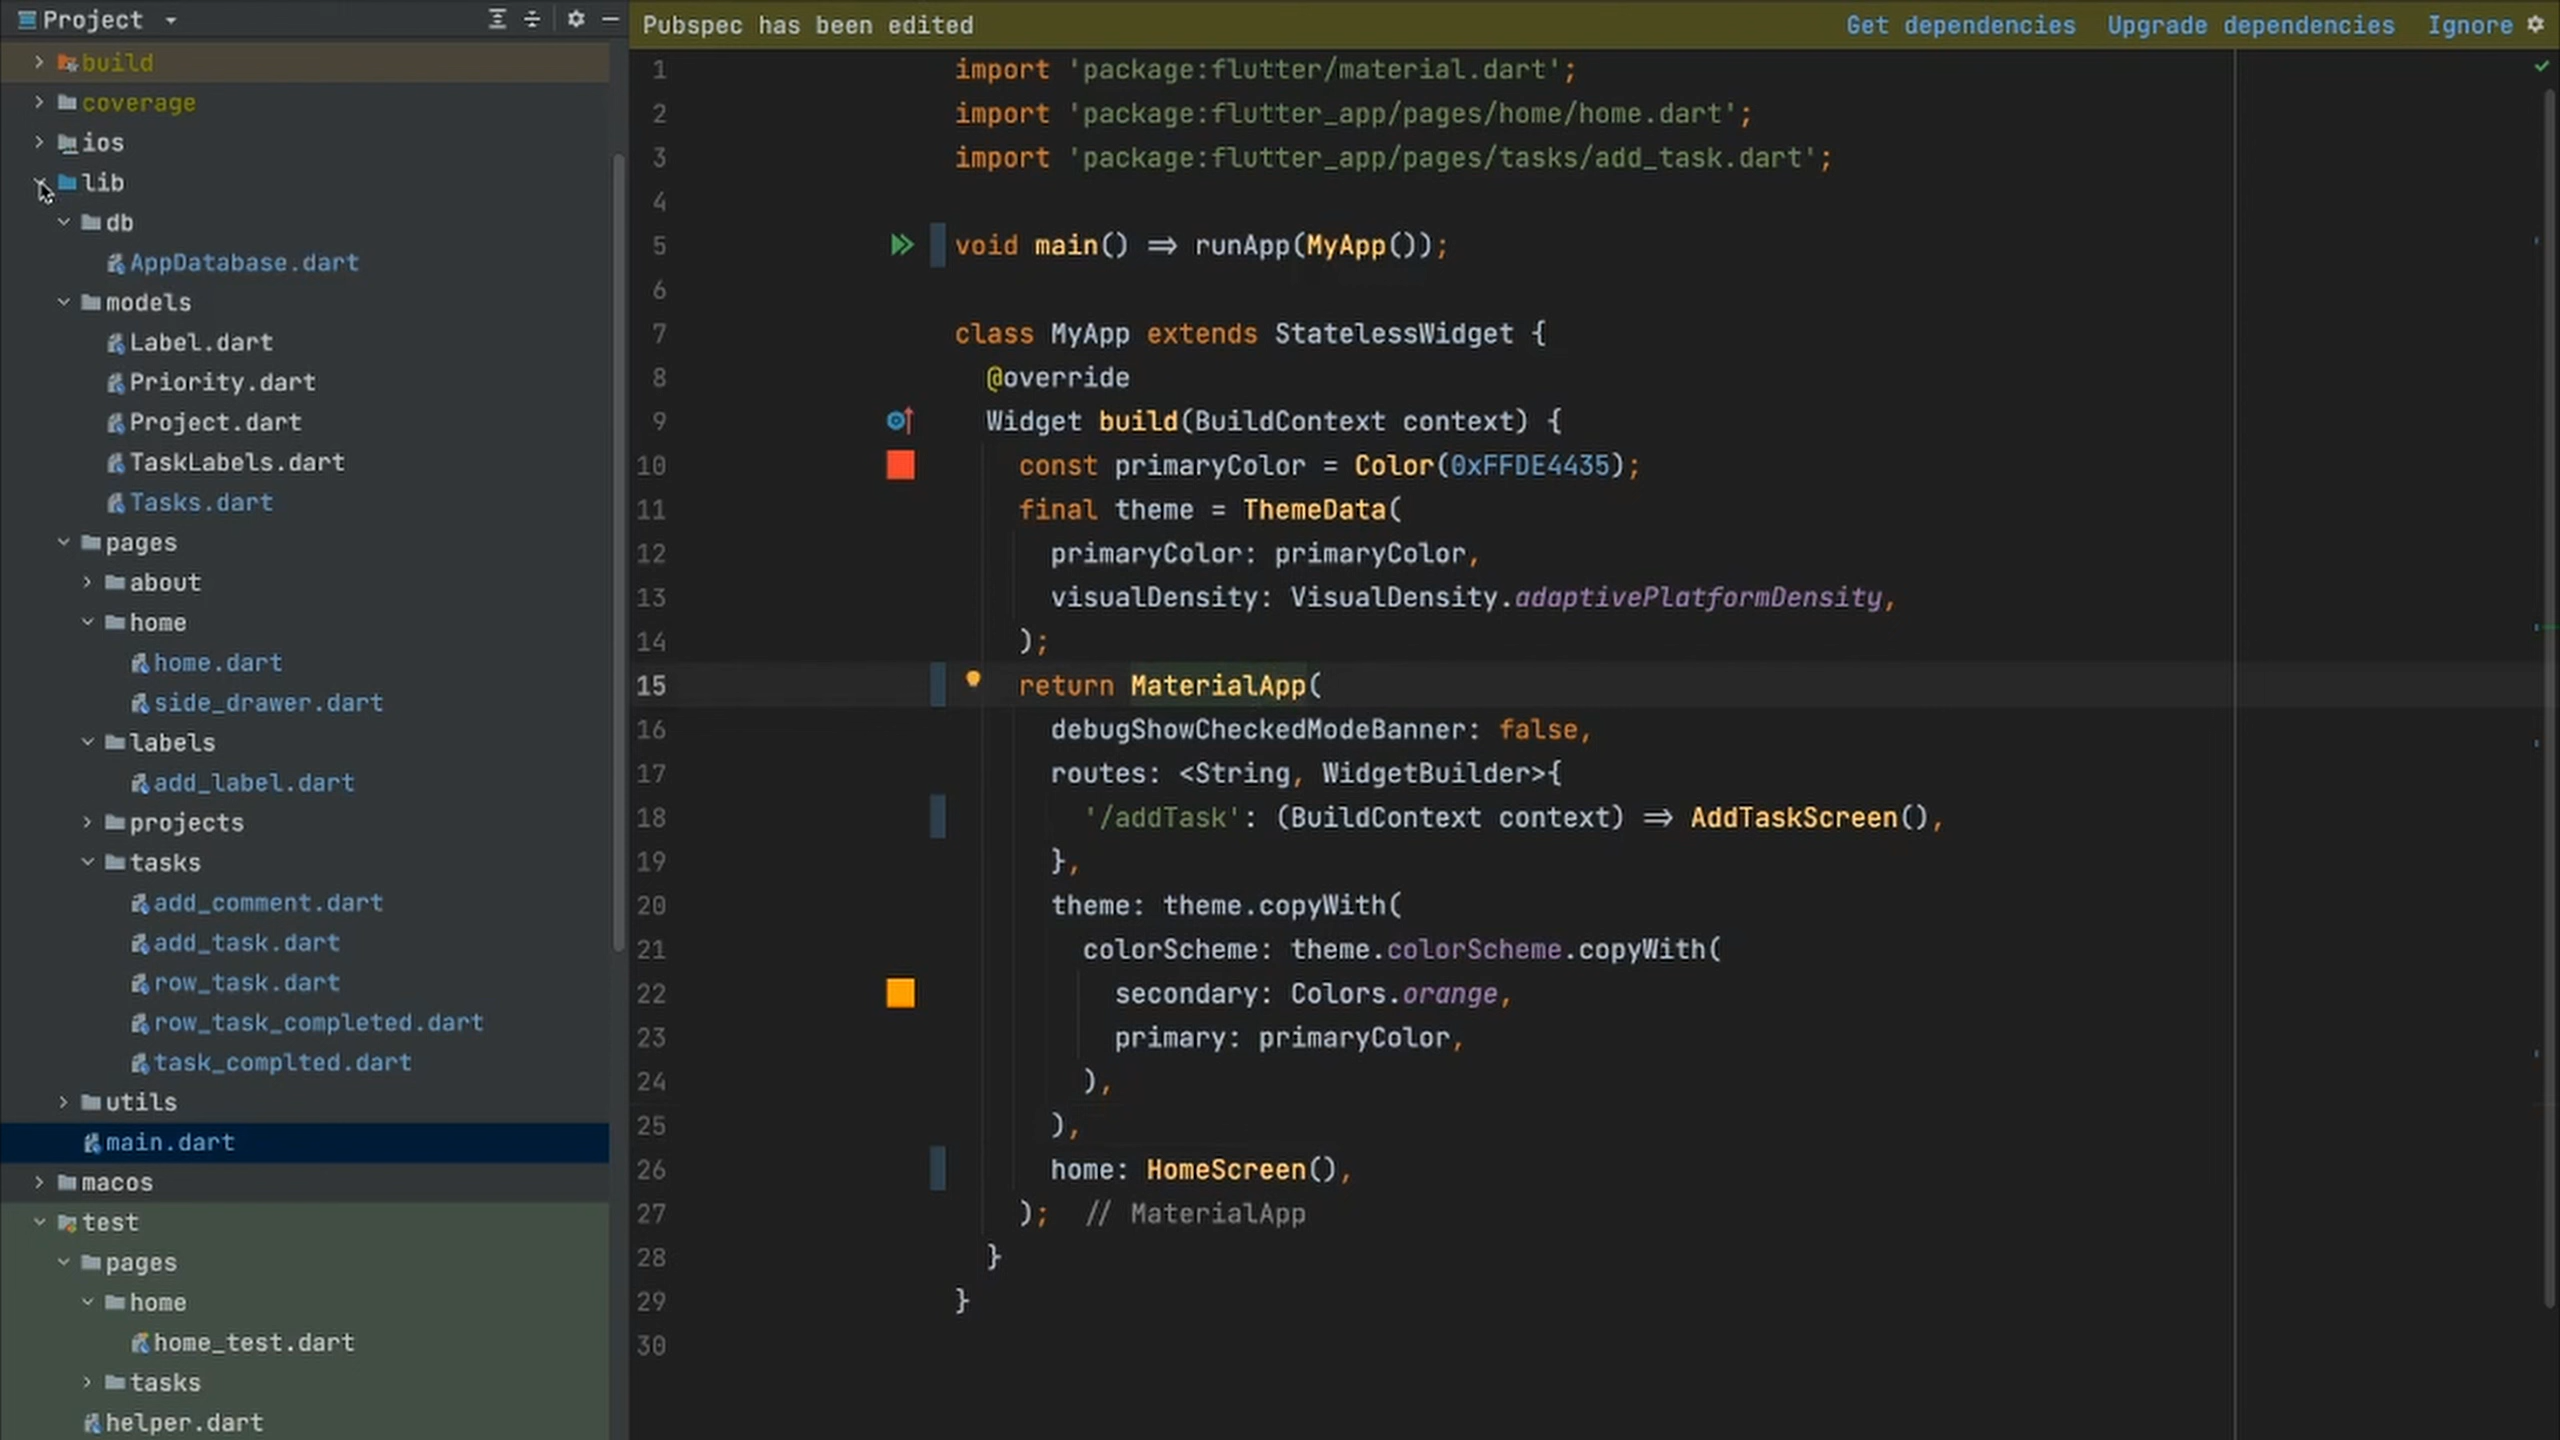 Project
build
coverage
ios
lib
db
AppDatabase.dart
models
Label.dart
Priority.dart
Project.dart
TaskLabels.dart
Tasks.dart
pages
about
home
home.dart
side_drawer.dart
labels
add_label.dart
projects
tasks
add_comment.dart
add_task.dart
row_task.dart
row_task_completed.dart
task_complted.dart
utils
main.dart
macos
test
pages
home
home_test.dart
tasks
helper.dart
Pubspec has been edited Get dependencies Upgrade dependencies Ignore
1 import 'package:flutter/material.dart';
2 import 'package:flutter_app/pages/home/home.dart';
3 import 'package:flutter_app/pages/tasks/add_task.dart';
4
5 void main() => runApp(MyApp());
6
7 class MyApp extends StatelessWidget {
8 @override
9 Widget build(BuildContext context) {
10 const primaryColor = Color(0xFFDE4435);
11 final theme = ThemeData(
12 primaryColor: primaryColor,
13 visualDensity: VisualDensity.adaptivePlatformDensity,
14 );
15 return MaterialApp(
16 debugShowCheckedModeBanner: false,
17 routes: <String, WidgetBuilder>{
18 '/addTask': (BuildContext context) => AddTaskScreen(),
19 },
20 theme: theme.copyWith(
21 colorScheme: theme.colorScheme.copyWith(
22 secondary: Colors.orange,
23 primary: primaryColor,
24 ),
25 ),
26 home: HomeScreen(),
27 ); // MaterialApp
28 }
29 }
30